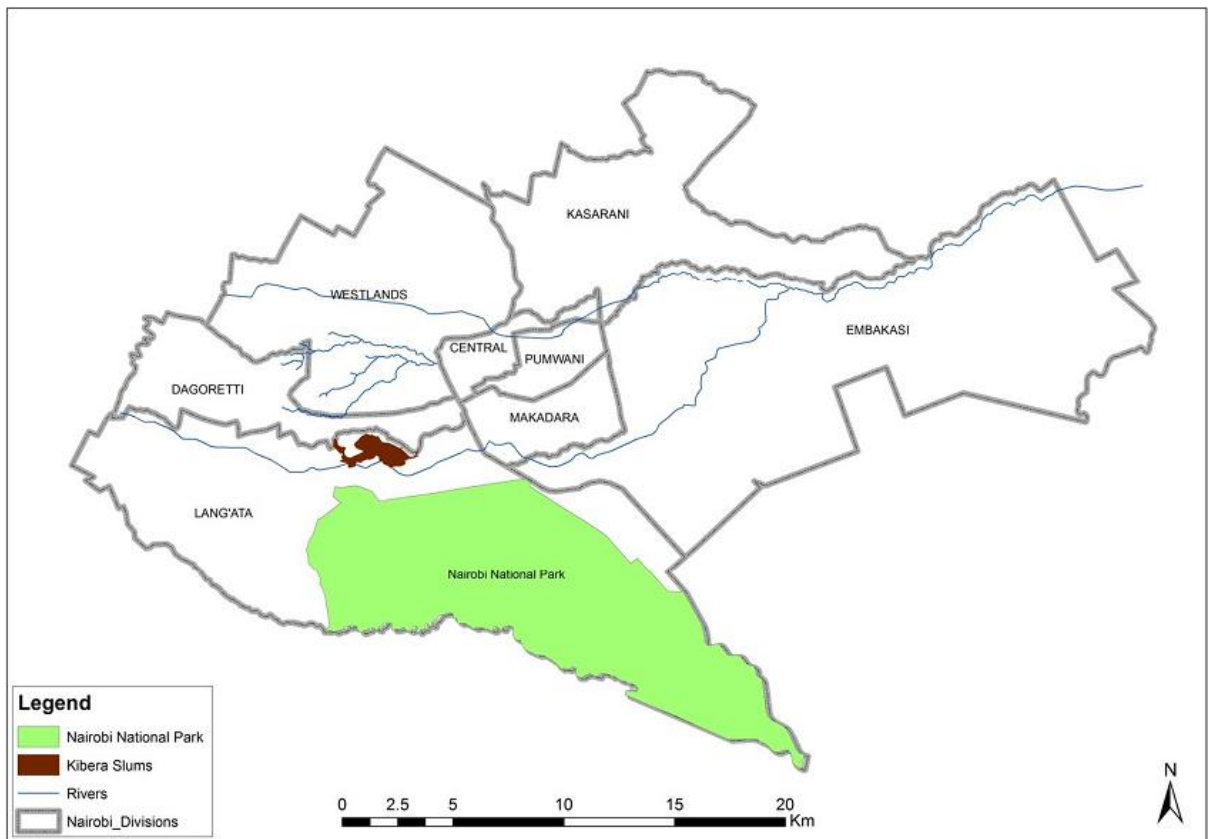 KASARANI
WESTLANDS
EMBAKASI
CENTRAL
PUMWANI
DAGORETTI
MAKADARA
LANG'ATA
Nairobi National Park
Legend
Nairobi National Park
Kibera Slums
Rivers
Nairobi_Divisions
0 2.5 5 10 15 20
Km
N